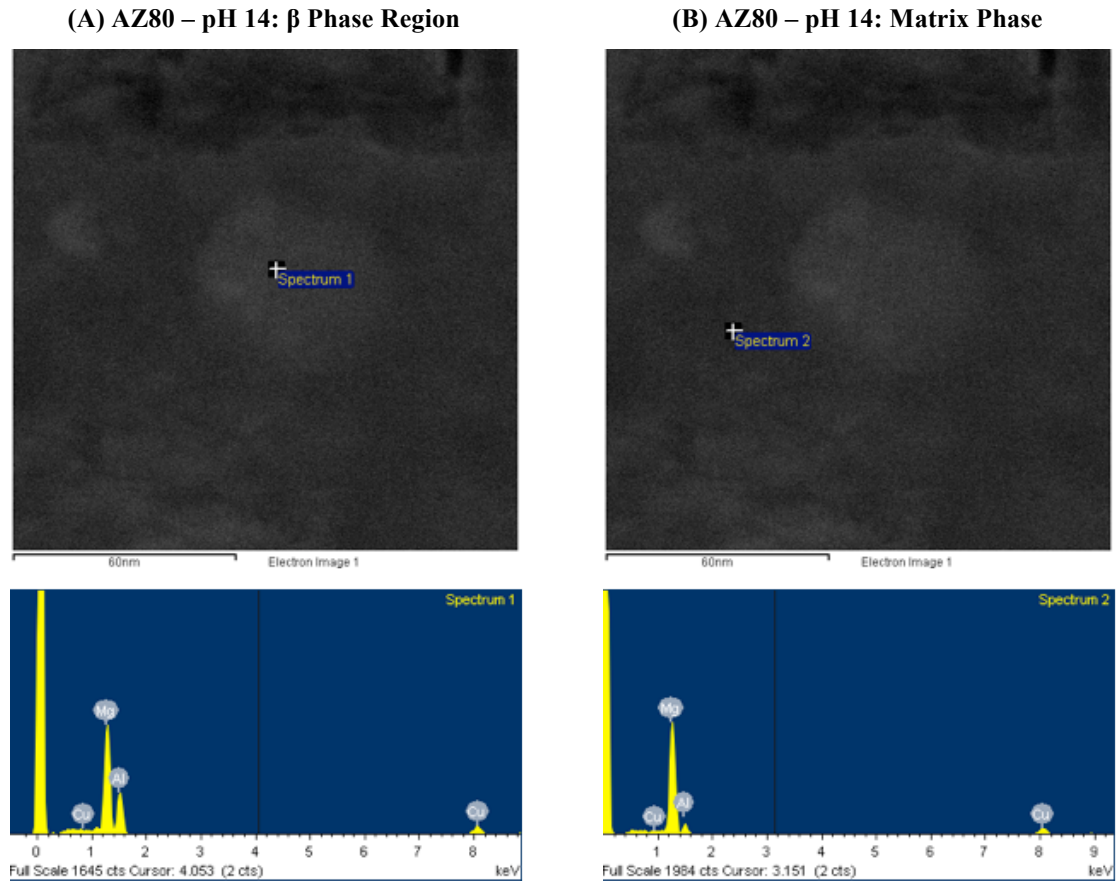 (A) AZ80 – pH 14: β Phase Region
(B) AZ80 – pH 14: Matrix Phase
Spectrum 1
60nm
Electron Image 1
Spectrum 2
60nm
Electron Image 1
Spectrum 1
Mg
Al
Cu
Cu
0 1 2 3 4 5 6 7 8
Full Scale 1645 cts Cursor: 4.053 (2 cts)
keV
Spectrum 2
Mg
Al
Cu
Cu
1 2 3 4 5 6 7 8 9
Full Scale 1984 cts Cursor: 3.151 (2 cts)
keV